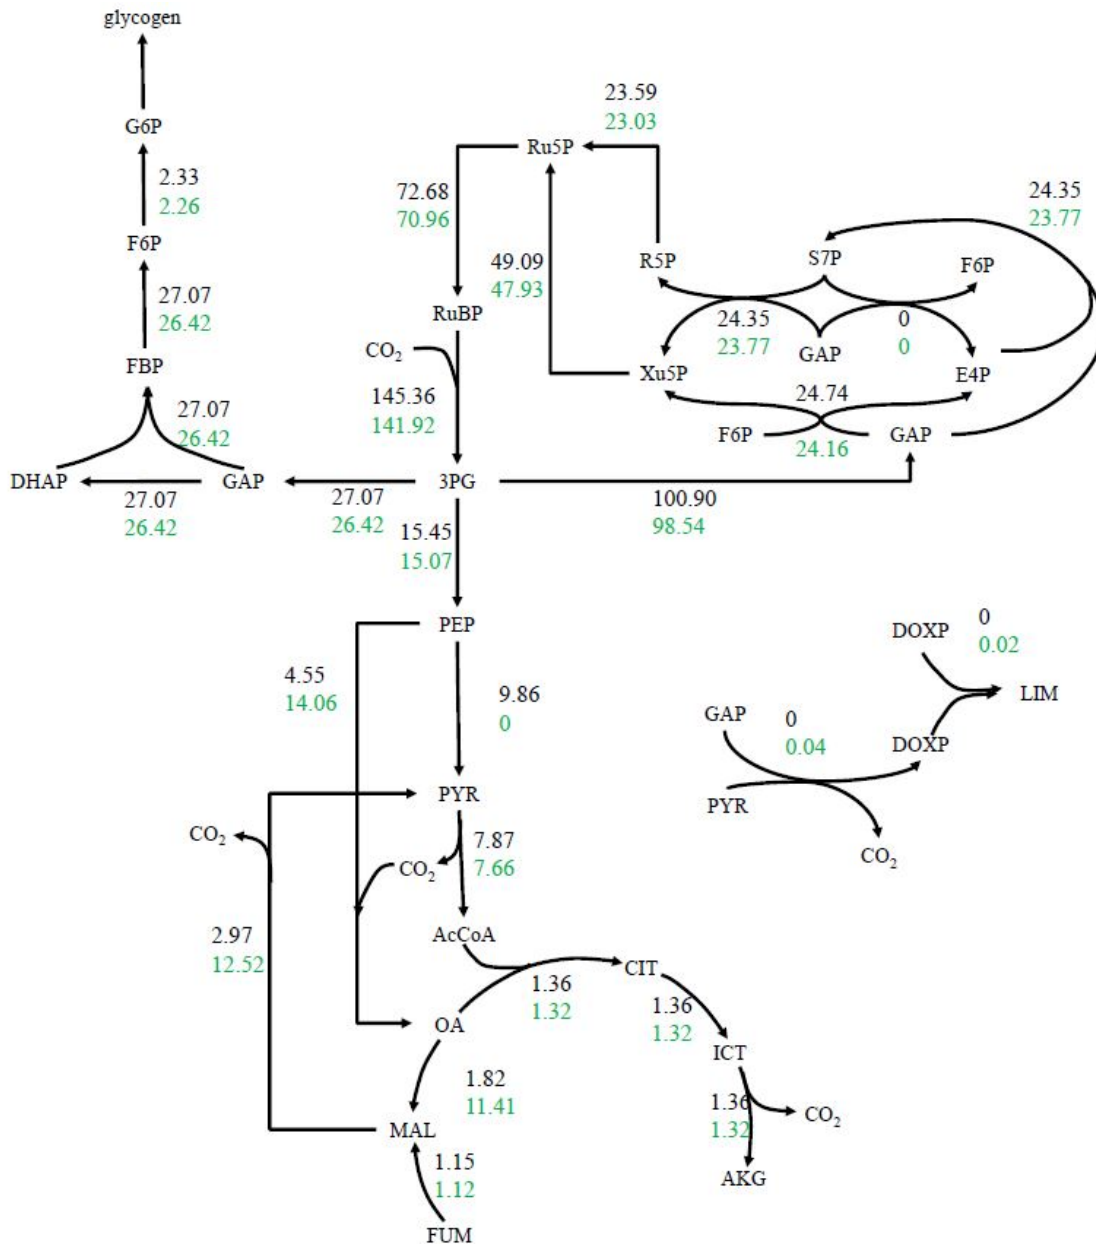 glycogen
G6P
2.33
2.26
F6P
27.07
26.42
FBP
27.07
26.42
DHAP
GAP
27.07
26.42
27.07
26.42
3PG
23.59
23.03
Ru5P
72.68
70.96
49.09
47.93
RuBP
CO₂
145.36
141.92
R5P
S7P
F6P
24.35
23.77
24.35
23.77
GAP
0
0
Xu5P
E4P
24.74
F6P
24.16
GAP
100.90
98.54
15.45
15.07
PEP
4.55
14.06
9.86
0
DOXP
0
0.02
LIM
GAP
0
0.04
DOXP
PYR
CO₂
PYR
CO₂
7.87
7.66
CO₂
AcCoA
2.97
12.52
1.36
1.32
CIT
1.36
1.32
OA
ICT
1.82
11.41
1.36
1.32
CO₂
MAL
1.15
1.12
AKG
FUM